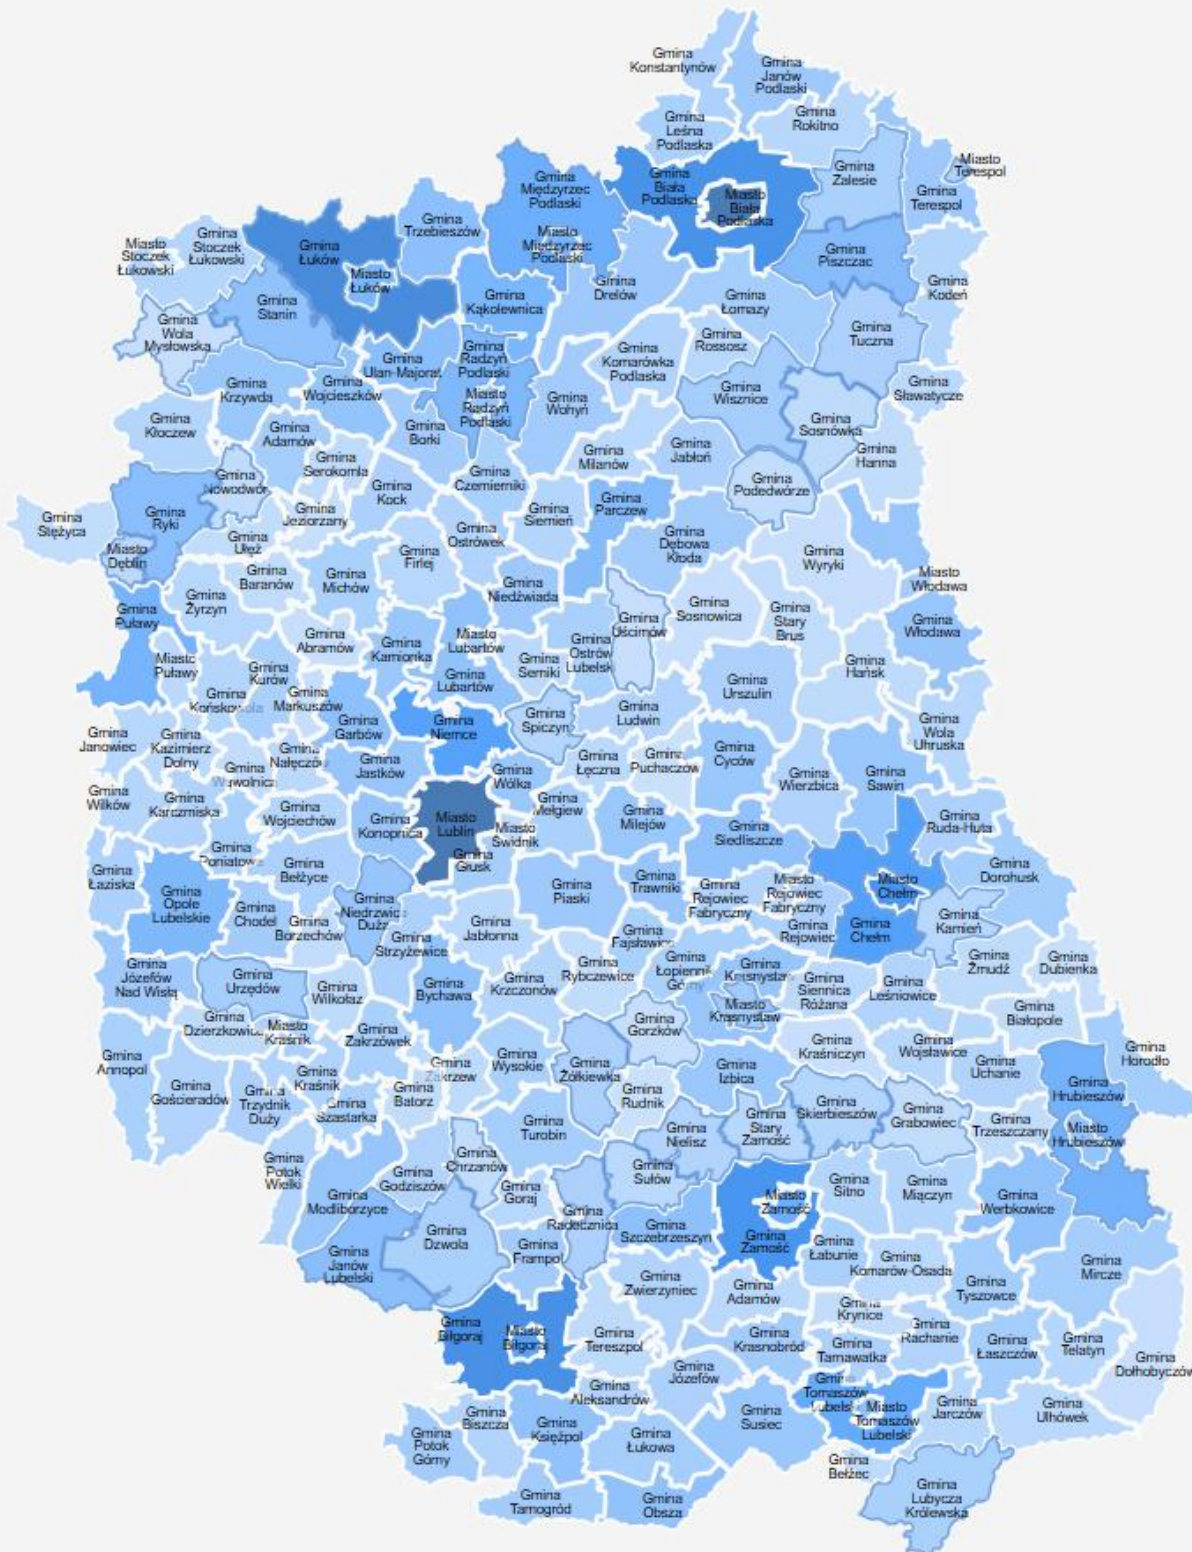 Gmina
Konstantynów
Gmina
Janów
Podlaski
Gmina
Leśna
Podlaska
Gmina
Rokitno
Gmina
Międzyrzec
Podlaski
Gmina
Biała
Podlaska
Miasto
Biała
Podlaska
Gmina
Zalesie
Miasto
Terespol
Gmina
Terespol
Gmina
Trzebieszów
Gmina
Łuków
Gmina
Stoczek
Łukowski
Miasto
Stoczek
Łukowski
Miasto
Międzyrzec
Podlaski
Gmina
Piszczac
Miasto
Łuków
Gmina
Kodeń
Gmina
Stanin
Gmina
Kąkolewnica
Gmina
Drelów
Gmina
Łomazy
Gmina
Wola
Mysłowska
Gmina
Rossosz
Gmina
Tuczna
Gmina
Ulan-Majorat
Gmina
Radzyń
Podlaski
Gmina
Komarówka
Podlaska
Gmina
Krzywda
Gmina
Wojcieszków
Miasto
Radzyń
Podlaski
Gmina
Wohyń
Gmina
Wisznice
Gmina
Sławatycze
Gmina
Kłoczew
Gmina
Adamów
Gmina
Borki
Gmina
Sosnówka
Gmina
Milanów
Gmina
Jabłoń
Gmina
Hanna
Gmina
Serokomla
Gmina
Nowodwór
Gmina
Kock
Gmina
Czemierniki
Gmina
Podedwórze
Gmina
Stężyca
Gmina
Ryki
Gmina
Jeziorzany
Gmina
Siemień
Gmina
Parczew
Gmina
Ułęż
Gmina
Ostrówek
Gmina
Dębowa
Kłoda
Miasto
Dęblin
Gmina
Baranów
Gmina
Michów
Gmina
Firlej
Gmina
Wyryki
Miasto
Włodawa
Gmina
Żyrzyn
Gmina
Niedźwiada
Gmina
Puławy
Gmina
Sosnowica
Gmina
Stary
Brus
Gmina
Włodawa
Gmina
Uścimów
Gmina
Abramów
Gmina
Kamionka
Miasto
Lubartów
Gmina
Ostrów
Lubelsk
Miasto
Puławy
Gmina
Kurów
Gmina
Serniki
Gmina
Hańsk
Gmina
Końskowola
Gmina
Markuszów
Gmina
Lubartów
Gmina
Urszulin
Gmina
Garbów
Gmina
Niemce
Gmina
Spiczyn
Gmina
Ludwin
Gmina
Wola
Uhruska
Gmina
Janowiec
Gmina
Kazimierz
Dolny
Gmina
Nałęczów
Gmina
Jastków
Gmina
Łęczna
Gmina
Puchaczów
Gmina
Cyców
Gmina
Wólka
Gmina
Wierzbica
Gmina
Sawin
Gmina
Wilków
Gmina
Karczmiska
Gmina
Wojciechów
Gmina
Konopnica
Miasto
Lublin
Gmina
Mełgiew
Miasto
Świdnik
Gmina
Milejów
Gmina
Siedliszcze
Gmina
Ruda-Huta
Gmina
Głusk
Gmina
Poniatowa
Gmina
Bełżyce
Gmina
Łaziska
Gmina
Opole
Lubelskie
Gmina
Piaski
Gmina
Trawniki
Gmina
Rejowiec
Fabryczny
Miasto
Rejowiec
Fabryczny
Miasto
Chełm
Gmina
Dorohusk
Gmina
Niedrzwica
Duża
Gmina
Chodel
Gmina
Borzechów
Gmina
Strzyżewice
Gmina
Jabłonna
Gmina
Fajsławice
Gmina
Rejowiec
Gmina
Chełm
Gmina
Kamień
Gmina
Józefów
Nad Wisłą
Gmina
Urzędów
Gmina
Wilkołaz
Gmina
Bychawa
Gmina
Krzczonów
Gmina
Rybczewice
Gmina
Łopiennik
Górny
Gmina
Krasnystaw
Gmina
Siennica
Różana
Gmina
Leśniowice
Gmina
Żmudź
Gmina
Dubienka
Gmina
Dzierzkowice
Miasto
Kraśnik
Gmina
Zakrzówek
Miasto
Krasnystaw
Gmina
Gorzków
Gmina
Białopole
Gmina
Annopol
Gmina
Gościeradów
Gmina
Trzydnik
Duży
Gmina
Kraśnik
Gmina
Szastarka
Gmina
Batorz
Gmina
Zakrzew
Gmina
Wysokie
Gmina
Żółkiewka
Gmina
Rudnik
Gmina
Izbica
Gmina
Kraśniczyn
Gmina
Wojsławice
Gmina
Uchanie
Gmina
Horodło
Gmina
Hrubieszów
Gmina
Turobin
Gmina
Nielisz
Gmina
Stary
Zamość
Gmina
Skierbieszów
Gmina
Grabowiec
Gmina
Trzeszczany
Miasto
Hrubieszów
Gmina
Potok
Wielki
Gmina
Modliborzyce
Gmina
Godziszów
Gmina
Chrzanów
Gmina
Goraj
Gmina
Radecznica
Gmina
Sułów
Miasto
Zamość
Gmina
Sitno
Gmina
Miączyn
Gmina
Werbkowice
Gmina
Janów
Lubelski
Gmina
Dzwola
Gmina
Frampol
Gmina
Szczebrzeszyn
Gmina
Zamość
Gmina
Łabunie
Gmina
Komarów-Osada
Gmina
Mircze
Gmina
Zwierzyniec
Gmina
Adamów
Gmina
Tyszowce
Gmina
Biłgoraj
Miasto
Biłgoraj
Gmina
Tereszpol
Gmina
Krasnobród
Gmina
Krynice
Gmina
Tarnawatka
Gmina
Rachanie
Gmina
Łaszczów
Gmina
Telatyn
Gmina
Dołhobyczów
Gmina
Józefów
Gmina
Aleksandrów
Gmina
Tomaszów
Lubelski
Miasto
Tomaszów
Lubelski
Gmina
Jarczów
Gmina
Ulhówek
Gmina
Potok
Górny
Gmina
Biszcza
Gmina
Księżpol
Gmina
Łukowa
Gmina
Susiec
Gmina
Bełżec
Gmina
Lubycza
Królewska
Gmina
Tarnogród
Gmina
Obsza